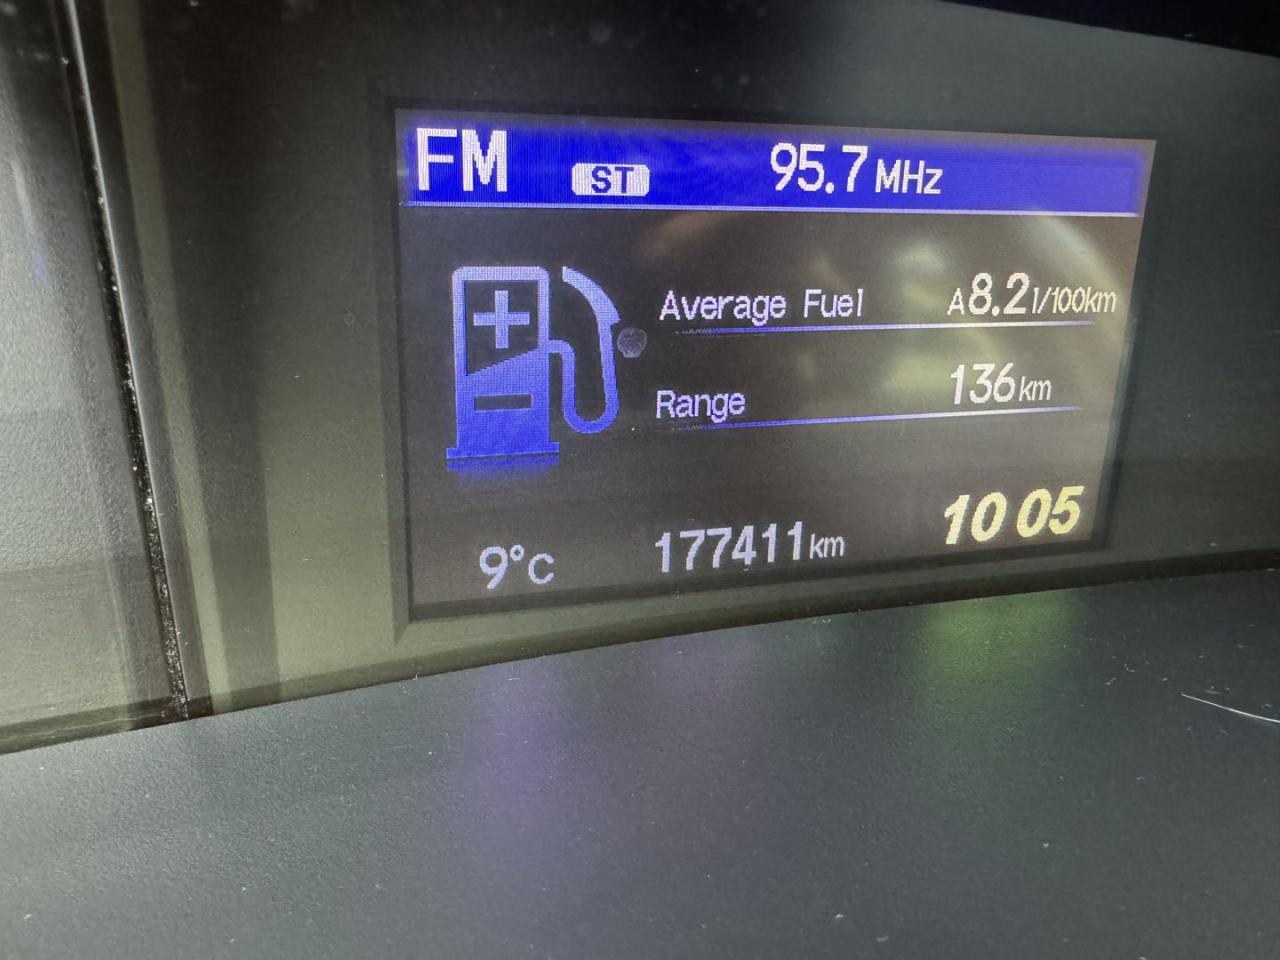 FM ST 95.7 MHz
Average Fuel A8.2 l/100km
Range 136 km
9°C 177411 km 10 05